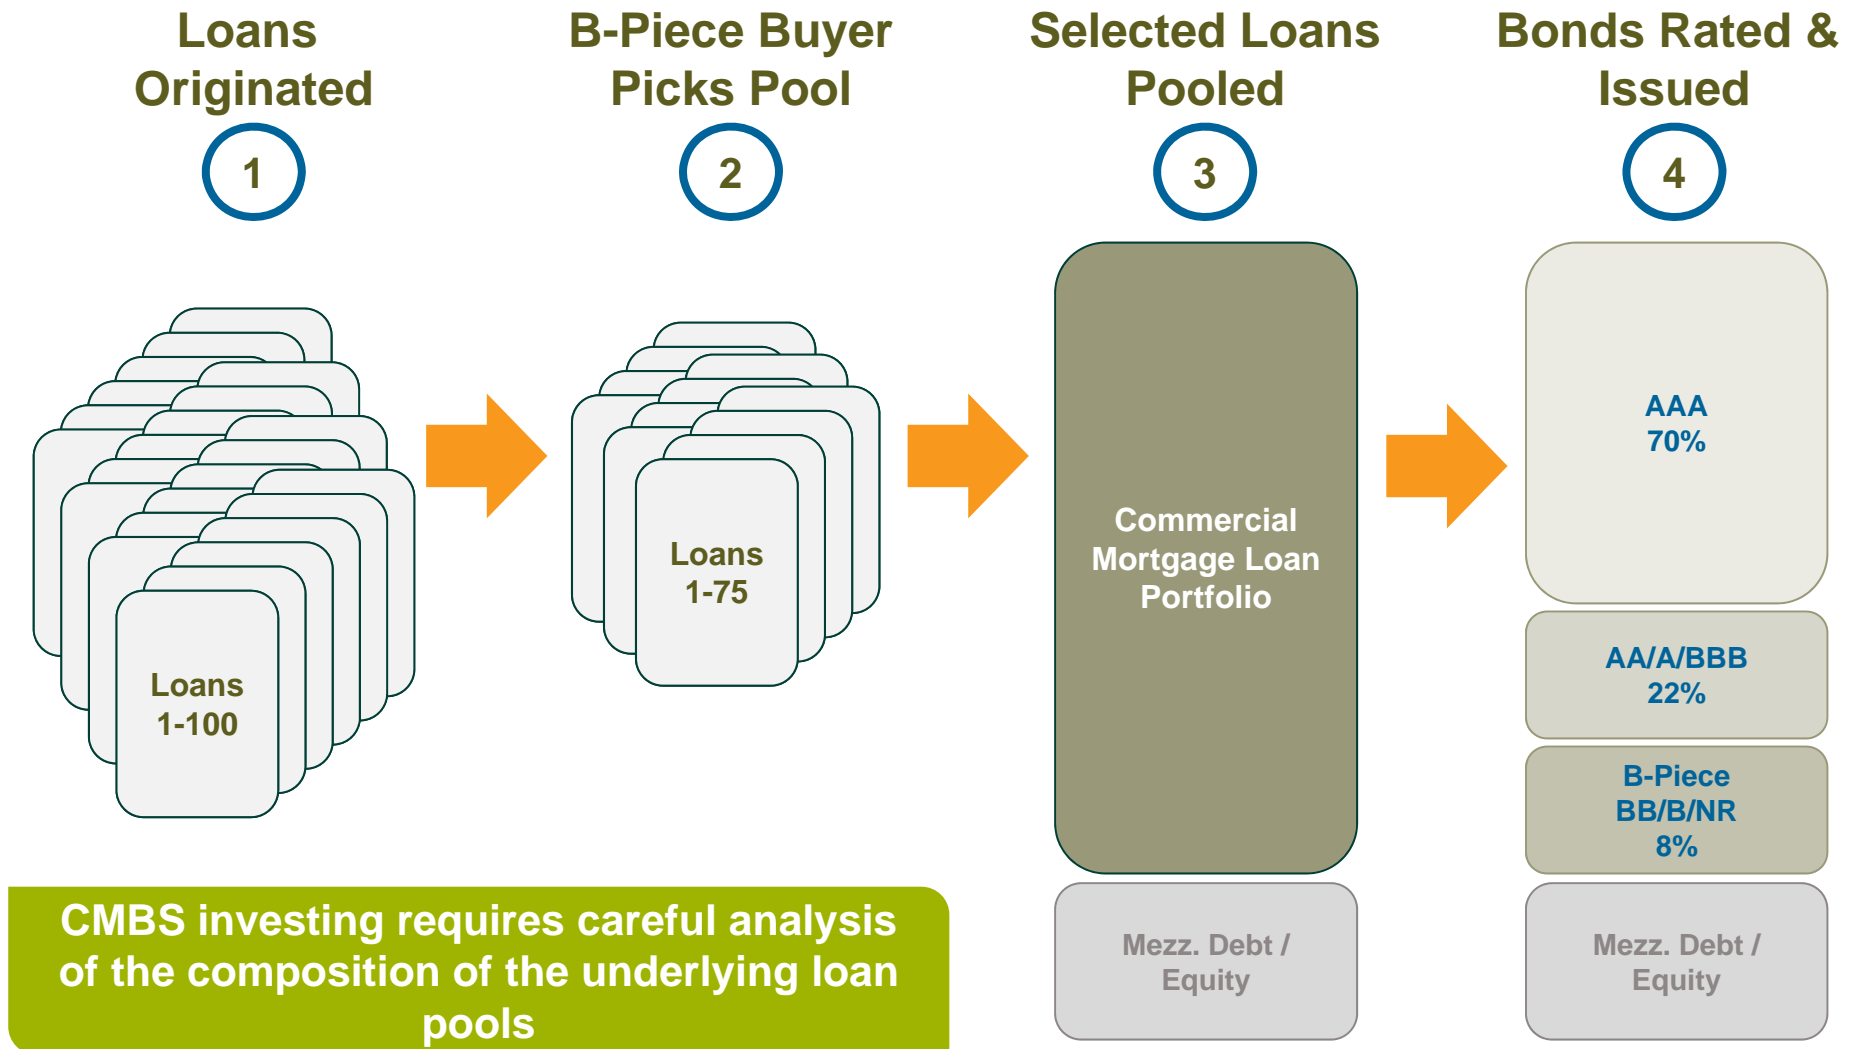 Loans
Originated
1
B-Piece Buyer
Picks Pool
2
Selected Loans
Pooled
3
Bonds Rated &
Issued
4
Loans
1-100
Loans
1-75
Commercial
Mortgage Loan
Portfolio
Mezz. Debt /
Equity
AAA
70%
AA/A/BBB
22%
B-Piece
BB/B/NR
8%
Mezz. Debt /
Equity
CMBS investing requires careful analysis
of the composition of the underlying loan
pools